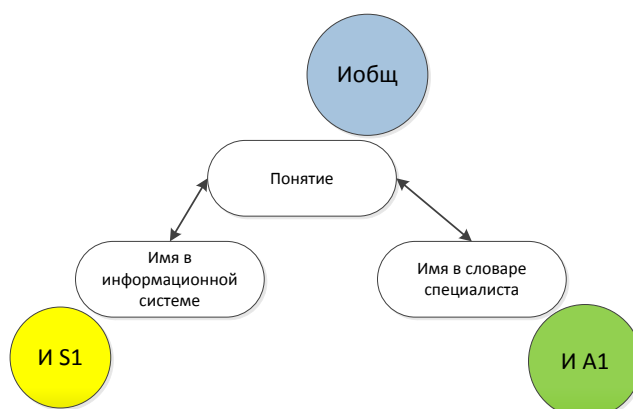 Иобщ
Понятие
Имя в
информационной
системе
Имя в словаре
специалиста
И S1
И A1